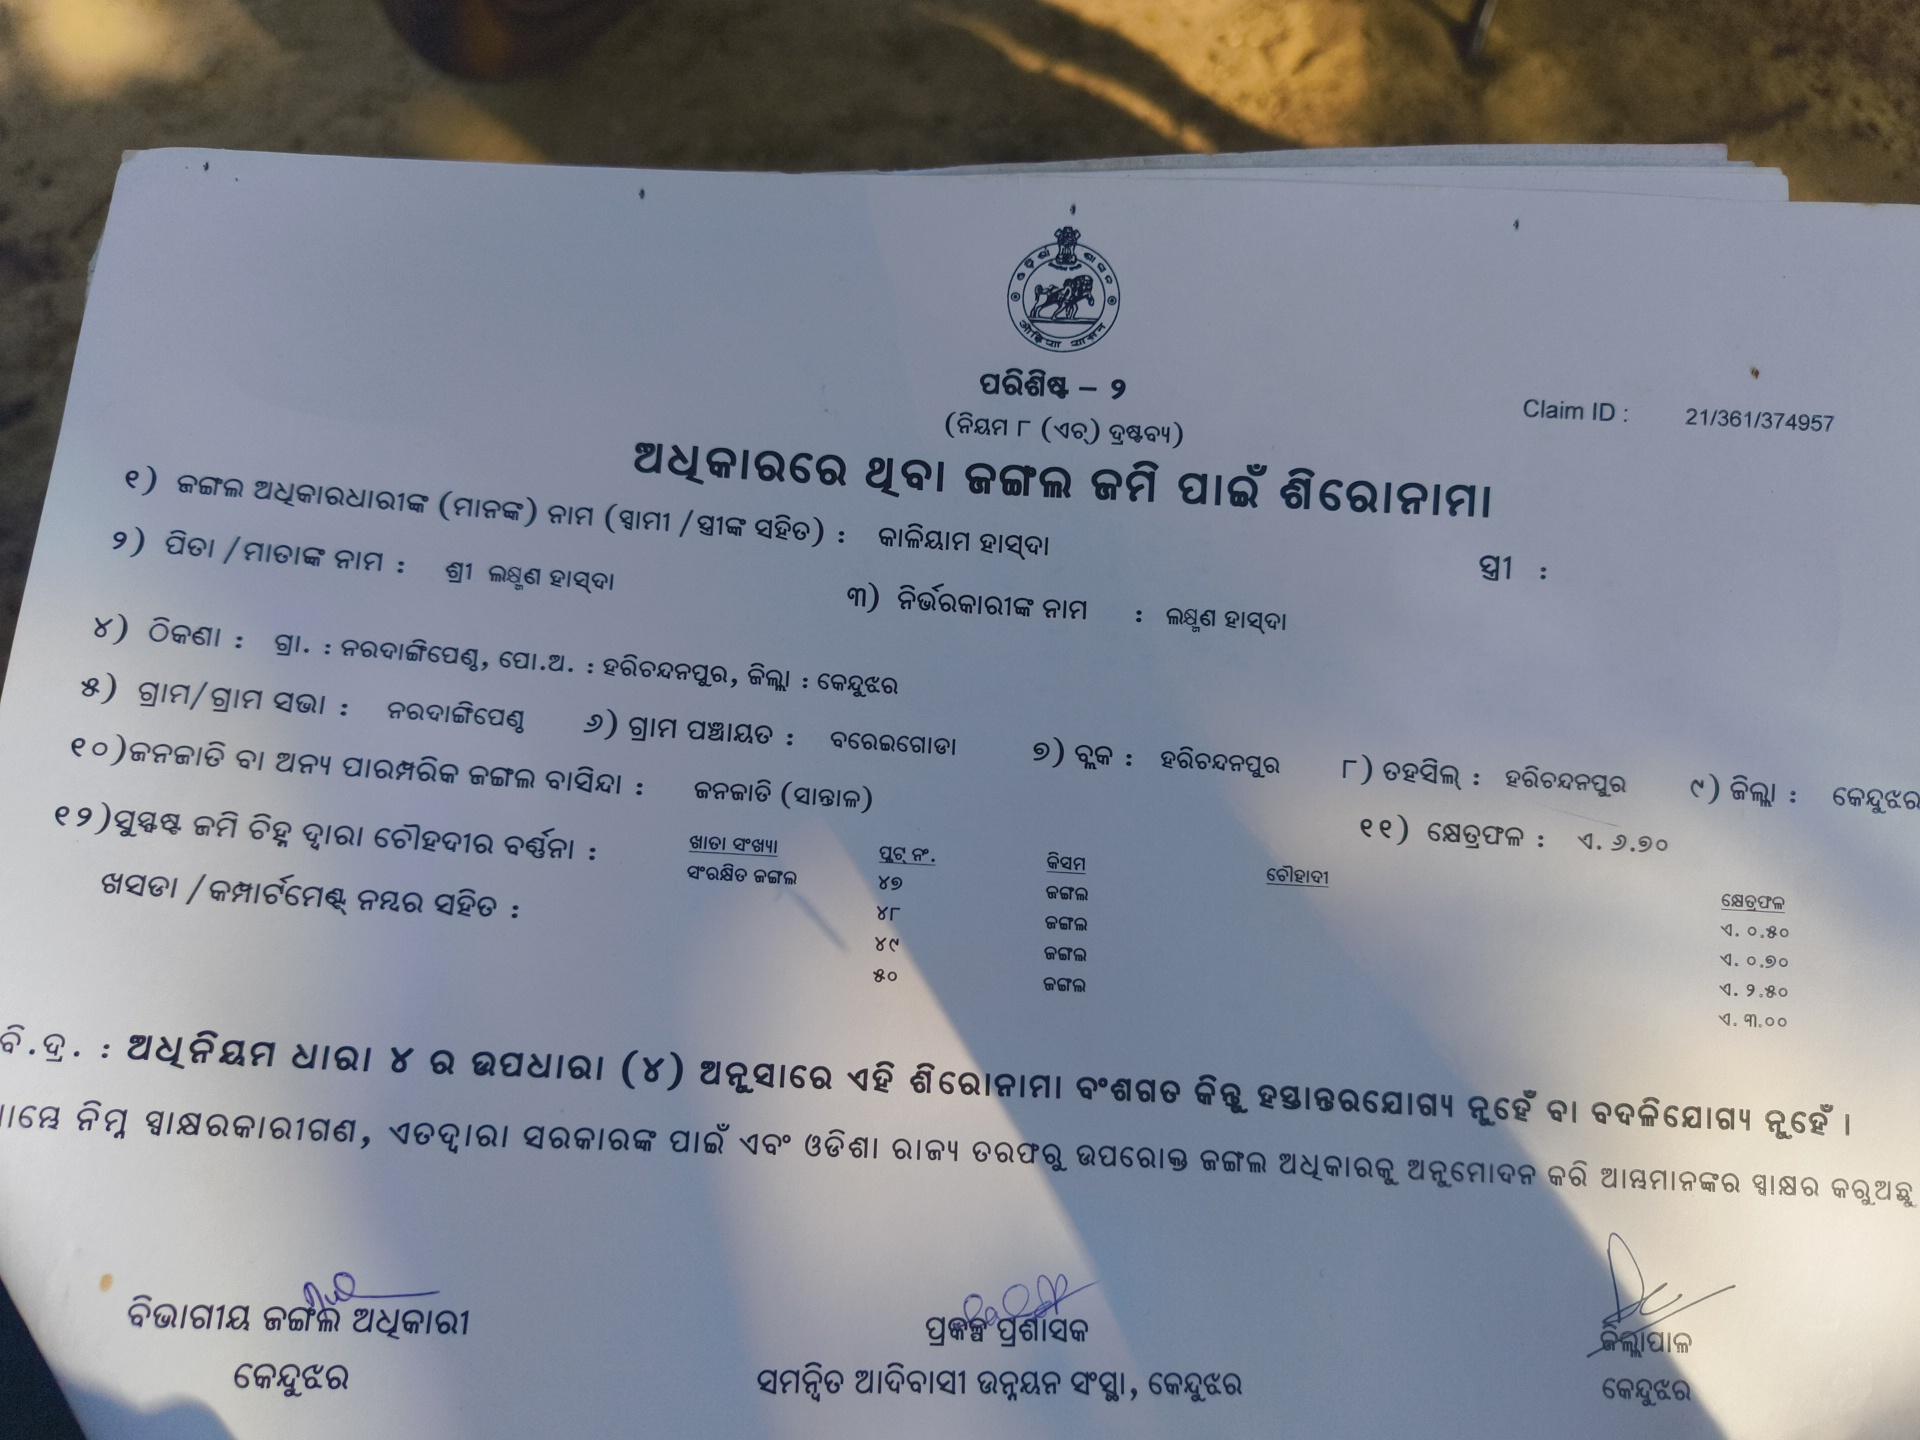 ଓଡ଼ିଶା ଶାସନ
ओड़िशा शासन
ପରିଶିଷ୍ଟ – ୨
(ନିୟମ ୮ (ଏଚ୍) ଦ୍ରଷ୍ଟବ୍ୟ)
Claim ID : 21/361/374957
ଅଧିକାରରେ ଥିବା ଜଙ୍ଗଲ ଜମି ପାଇଁ ଶିରୋନାମା
୧) ଜଙ୍ଗଲ ଅଧିକାରଧାରୀଙ୍କ (ମାନଙ୍କ) ନାମ (ସ୍ୱାମୀ /ସ୍ତ୍ରୀଙ୍କ ସହିତ) : କାଳିୟାମ ହାସ୍‌ଦା ସ୍ତ୍ରୀ :
୨) ପିତା /ମାତାଙ୍କ ନାମ : ଶ୍ରୀ ଲକ୍ଷ୍ମଣ ହାସ୍‌ଦା ୩) ନିର୍ଭରକାରୀଙ୍କ ନାମ : ଲକ୍ଷ୍ମଣ ହାସ୍‌ଦା
୪) ଠିକଣା : ଗ୍ରା. : ନରଦାଙ୍ଗିପେଣ୍ଠ, ପୋ.ଅ. : ହରିଚନ୍ଦନପୁର, ଜିଲ୍ଲା : କେନ୍ଦୁଝର
୫) ଗ୍ରାମ/ଗ୍ରାମ ସଭା : ନରଦାଙ୍ଗିପେଣ୍ଠ ୬) ଗ୍ରାମ ପଞ୍ଚାୟତ : ବରେଇଗୋଡା ୭) ବ୍ଲକ : ହରିଚନ୍ଦନପୁର ୮) ତହସିଲ୍ : ହରିଚନ୍ଦନପୁର ୯) ଜିଲ୍ଲା : କେନ୍ଦୁଝର
୧୦)ଜନଜାତି ବା ଅନ୍ୟ ପାରମ୍ପରିକ ଜଙ୍ଗଲ ବାସିନ୍ଦା : ଜନଜାତି (ସାନ୍ତାଳ) ୧୧) କ୍ଷେତ୍ରଫଳ : ଏ. ୬.୭୦
୧୨)ସୁସ୍ପଷ୍ଟ ଜମି ଚିହ୍ନ ଦ୍ୱାରା ଚୌହଦୀର ବର୍ଣ୍ଣନା : ଖାତା ସଂଖ୍ୟା ପ୍ଲଟ୍ ନଂ. କିସମ ଚୌହାଦୀ କ୍ଷେତ୍ରଫଳ
ଖସଡା /କମ୍ପାର୍ଟମେଣ୍ଟ୍ ନମ୍ବର ସହିତ : ସଂରକ୍ଷିତ ଜଙ୍ଗଲ ୪୭ ଜଙ୍ଗଲ ଏ. ୦.୫୦
୪୮ ଜଙ୍ଗଲ ଏ. ୦.୭୦
୪୯ ଜଙ୍ଗଲ ଏ. ୨.୫୦
୫୦ ଜଙ୍ଗଲ ଏ. ୩.୦୦
ବି.ଦ୍ର. : ଅଧିନିୟମ ଧାରା ୪ ର ଉପଧାରା (୪) ଅନୁସାରେ ଏହି ଶିରୋନାମା ବଂଶଗତ କିନ୍ତୁ ହସ୍ତାନ୍ତରଯୋଗ୍ୟ ନୁହେଁ ବା ବଦଳିଯୋଗ୍ୟ ନୁହେଁ ।
ନିମ୍ନ ସ୍ୱାକ୍ଷରକାରୀଗଣ, ଏତଦ୍ଦ୍ୱାରା ସରକାରଙ୍କ ପାଇଁ ଏବଂ ଓଡିଶା ରାଜ୍ୟ ତରଫରୁ ଉପରୋକ୍ତ ଜଙ୍ଗଲ ଅଧିକାରକୁ ଅନୁମୋଦନ କରି ଆମ୍ଭମାନଙ୍କର ସ୍ୱାକ୍ଷର କରୁଅଛୁ
ବିଭାଗୀୟ ଜଙ୍ଗଲ ଅଧିକାରୀ
କେନ୍ଦୁଝର
ପ୍ରକଳ୍ପ ପ୍ରଶାସକ
ସମନ୍ୱିତ ଆଦିବାସୀ ଉନ୍ନୟନ ସଂସ୍ଥା, କେନ୍ଦୁଝର
ଜିଲ୍ଲାପାଳ
କେନ୍ଦୁଝର